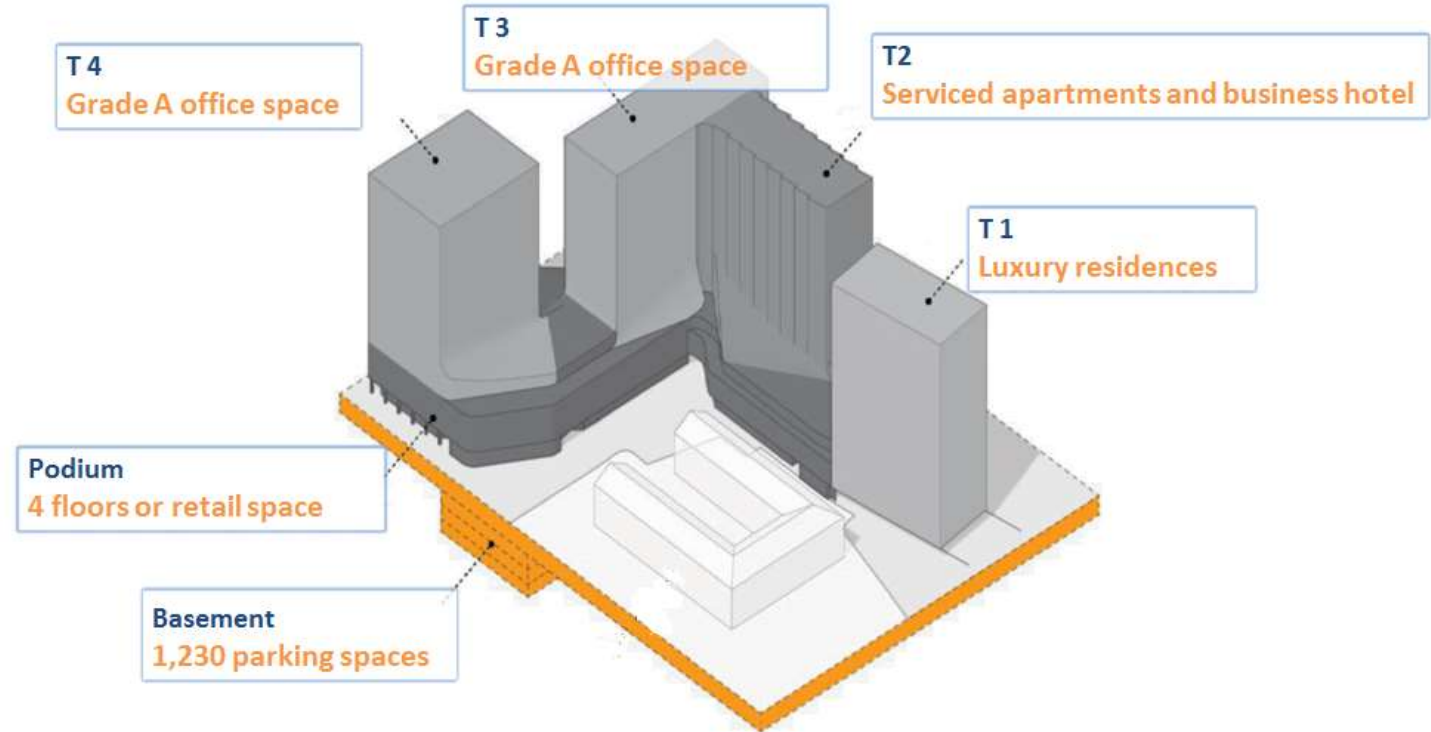 T 3
Grade A office space
T 4
Grade A office space
T2
Serviced apartments and business hotel
T 1
Luxury residences
Podium
4 floors or retail space
Basement
1,230 parking spaces